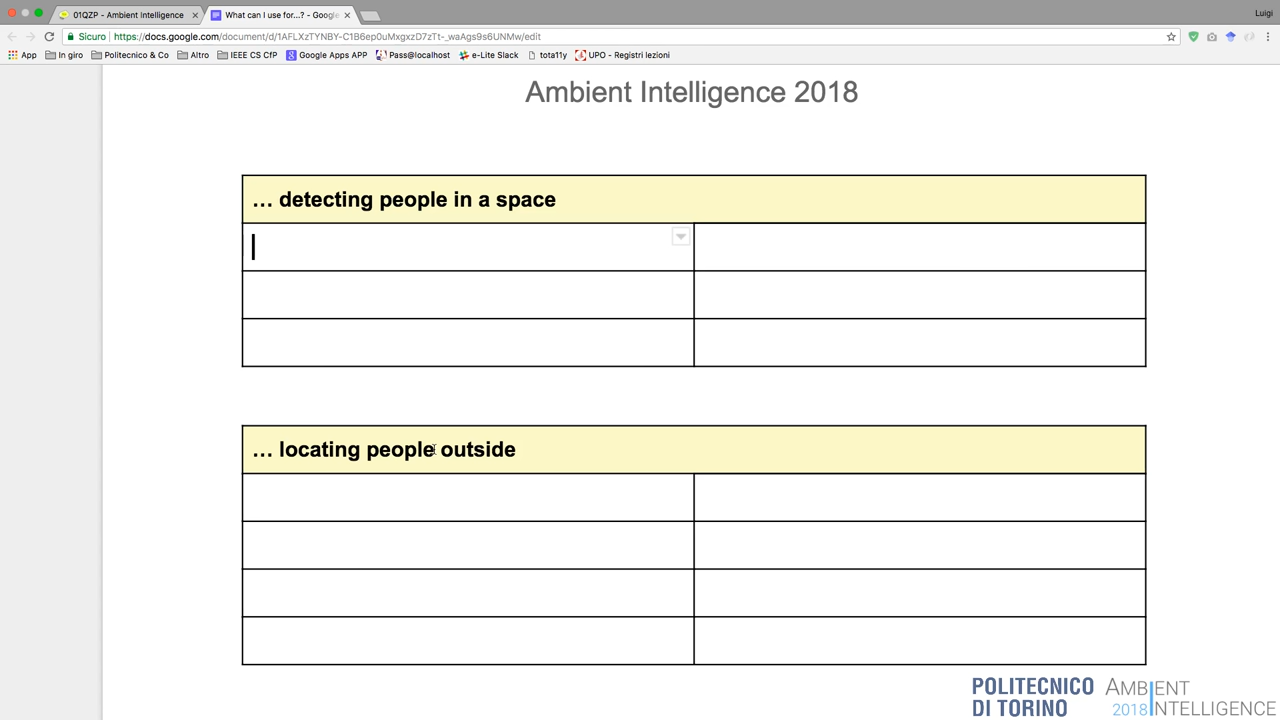 01QZP - Ambient Intelligence
What can I use for...? - Google
Luigi
Sicuro
https://docs.google.com/document/d/1AFLXzTYNBY-C1B6ep0uMxgxzD7zTt-_waAgs9s6UNMw/edit
App
In giro
Politecnico & Co
Altro
IEEE CS CfP
Google Apps APP
Pass@localhost
e-Lite Slack
tota11y
UPO - Registri lezioni
Ambient Intelligence 2018
... detecting people in a space
... locating people outside
POLITECNICO
DI TORINO
AMBIENT
2018 INTELLIGENCE